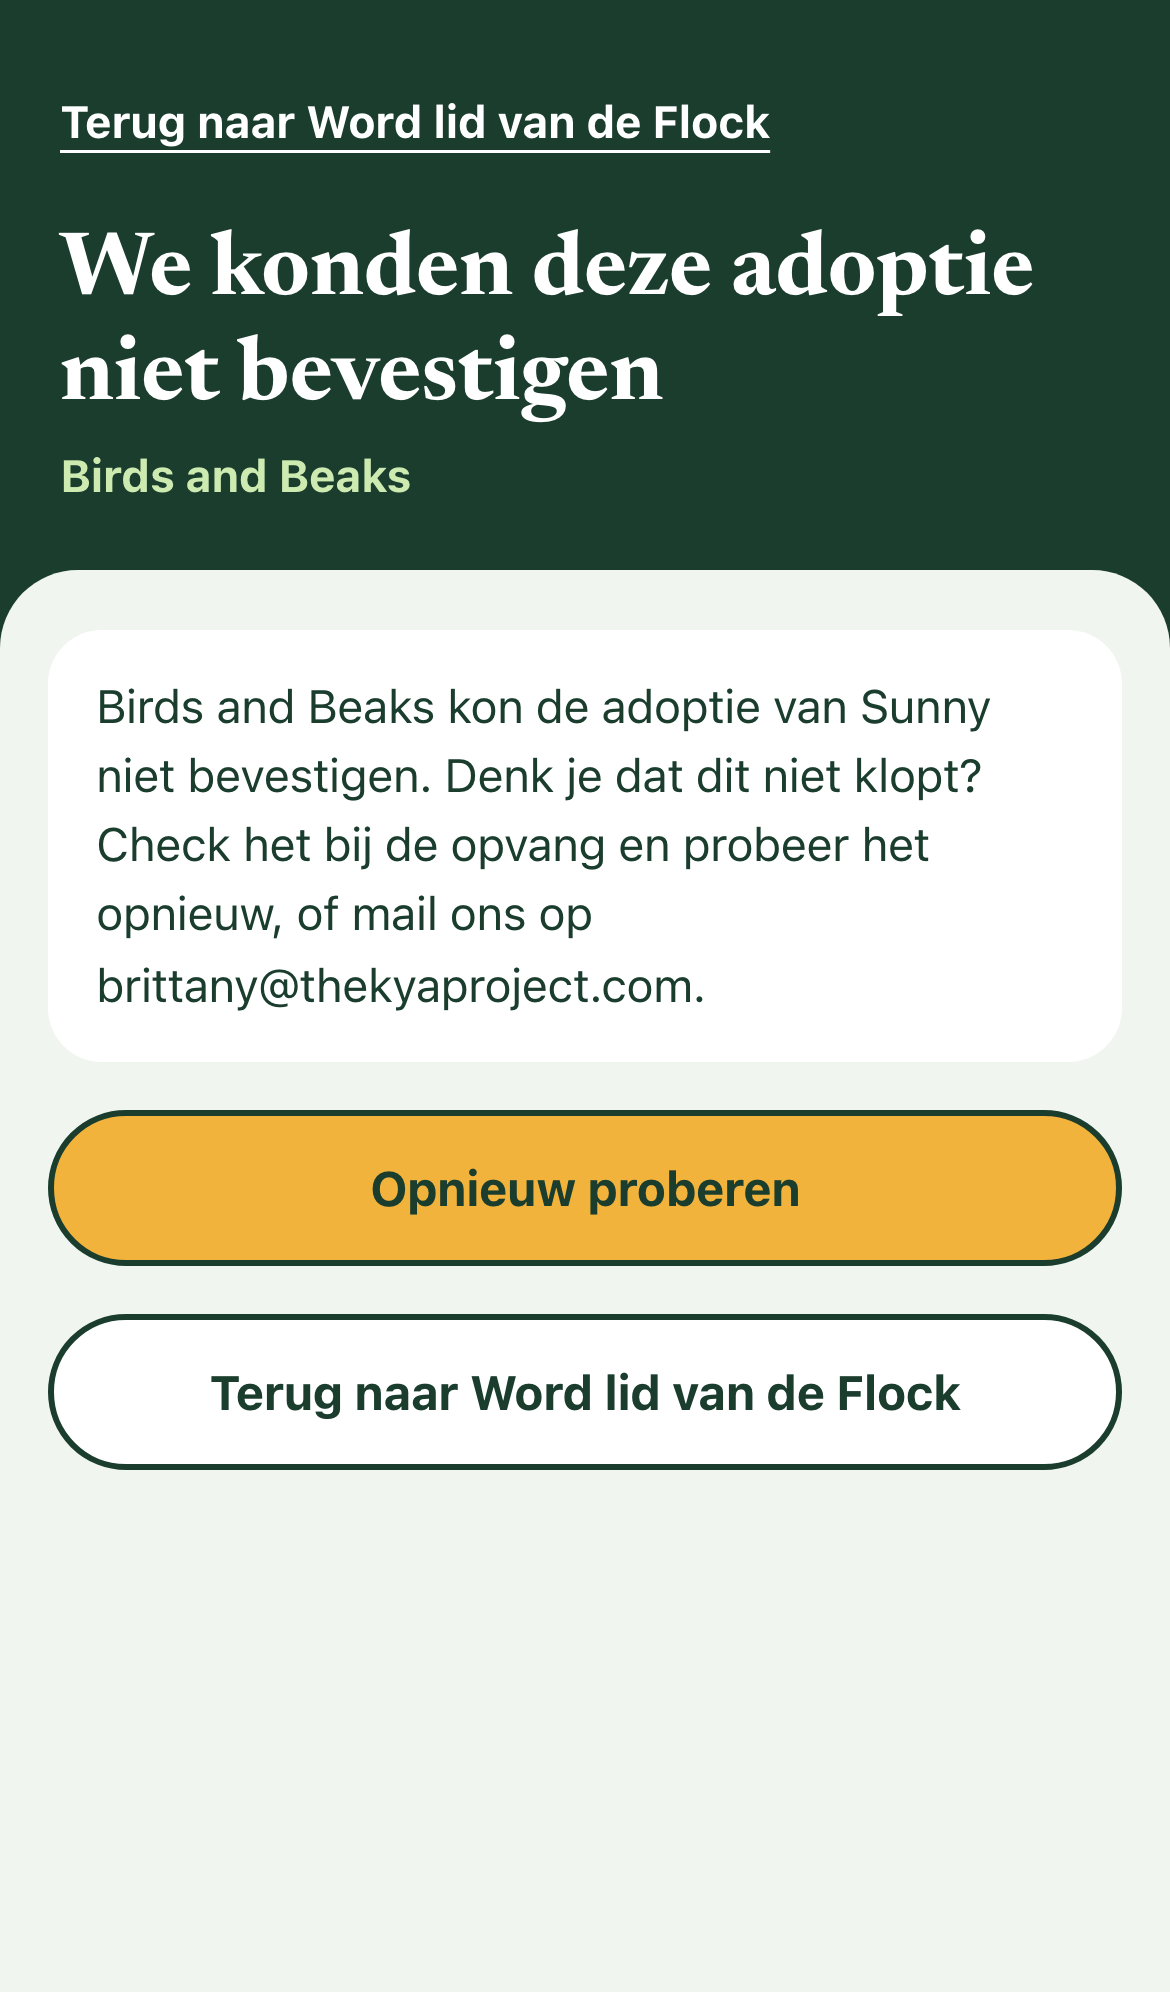 Terug naar Word lid van de Flock
We konden deze adoptie
niet bevestigen
Birds and Beaks
Birds and Beaks kon de adoptie van Sunny
niet bevestigen. Denk je dat dit niet klopt?
Check het bij de opvang en probeer het
opnieuw, of mail ons op
brittany@thekyaproject.com.
Opnieuw proberen
Terug naar Word lid van de Flock